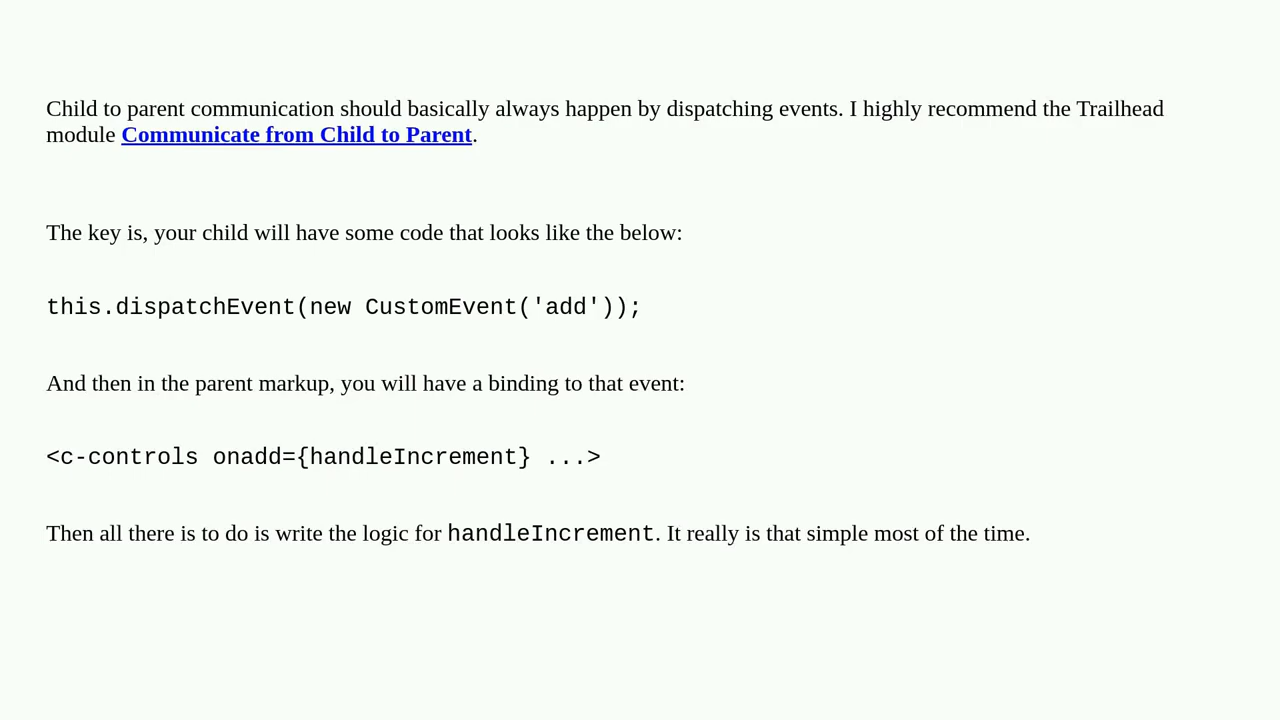 Child to parent communication should basically always happen by dispatching events. I highly recommend the Trailhead
module Communicate from Child to Parent.
The key is, your child will have some code that looks like the below:
this.dispatchEvent(new CustomEvent('add'));
And then in the parent markup, you will have a binding to that event:
<c-controls onadd={handleIncrement} ...>
Then all there is to do is write the logic for handleIncrement. It really is that simple most of the time.